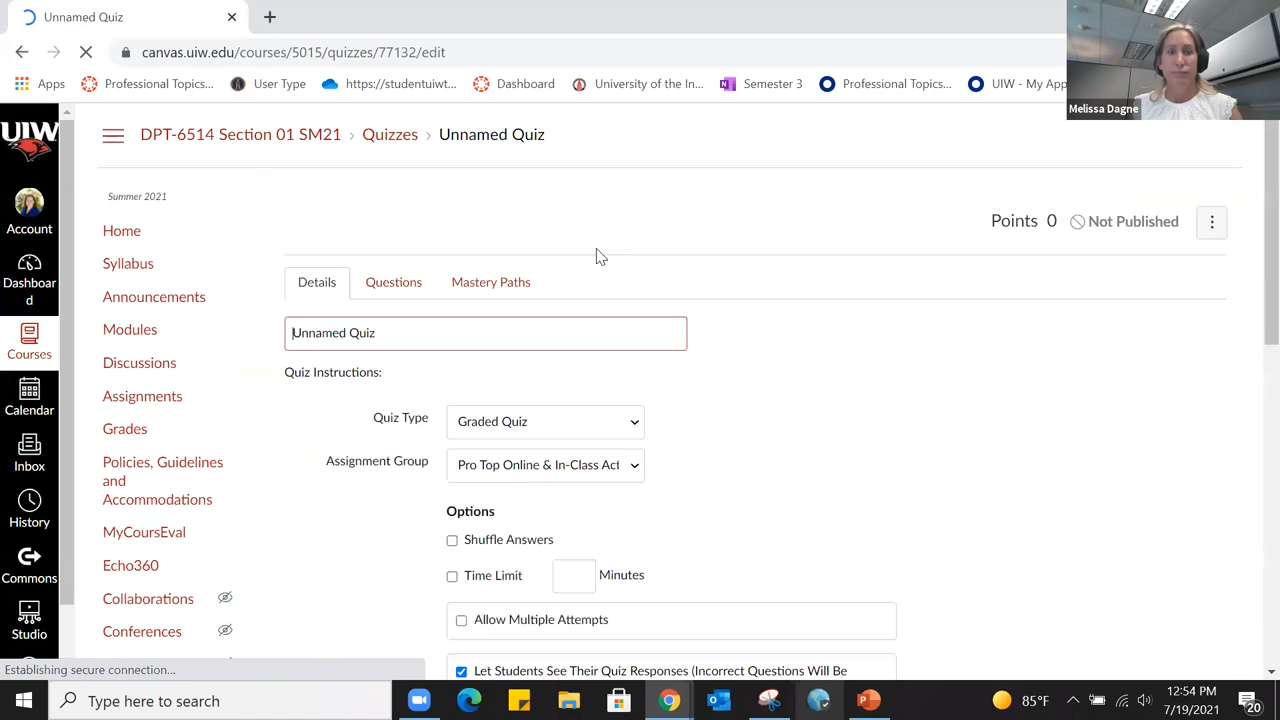 Unnamed Quiz
canvas.uiw.edu/courses/5015/quizzes/77132/edit
Apps Professional Topics... User Type https://studentuiwt... Dashboard University of the In... Semester 3 Professional Topics... UIW - My App
Melissa Dagne
UIW
DPT-6514 Section 01 SM21 › Quizzes › Unnamed Quiz
Summer 2021
Points 0 Not Published
Account
Dashboar
d
Courses
Calendar
Inbox
History
Commons
Studio
Home
Syllabus
Announcements
Modules
Discussions
Assignments
Grades
Policies, Guidelines
and
Accommodations
MyCoursEval
Echo360
Collaborations
Conferences
Details Questions Mastery Paths
Unnamed Quiz
Quiz Instructions:
Quiz Type Graded Quiz
Assignment Group Pro Top Online & In-Class Act
Options
Shuffle Answers
Time Limit Minutes
Allow Multiple Attempts
Let Students See Their Quiz Responses (Incorrect Questions Will Be
Establishing secure connection...
Type here to search
85°F
12:54 PM
7/19/2021
20